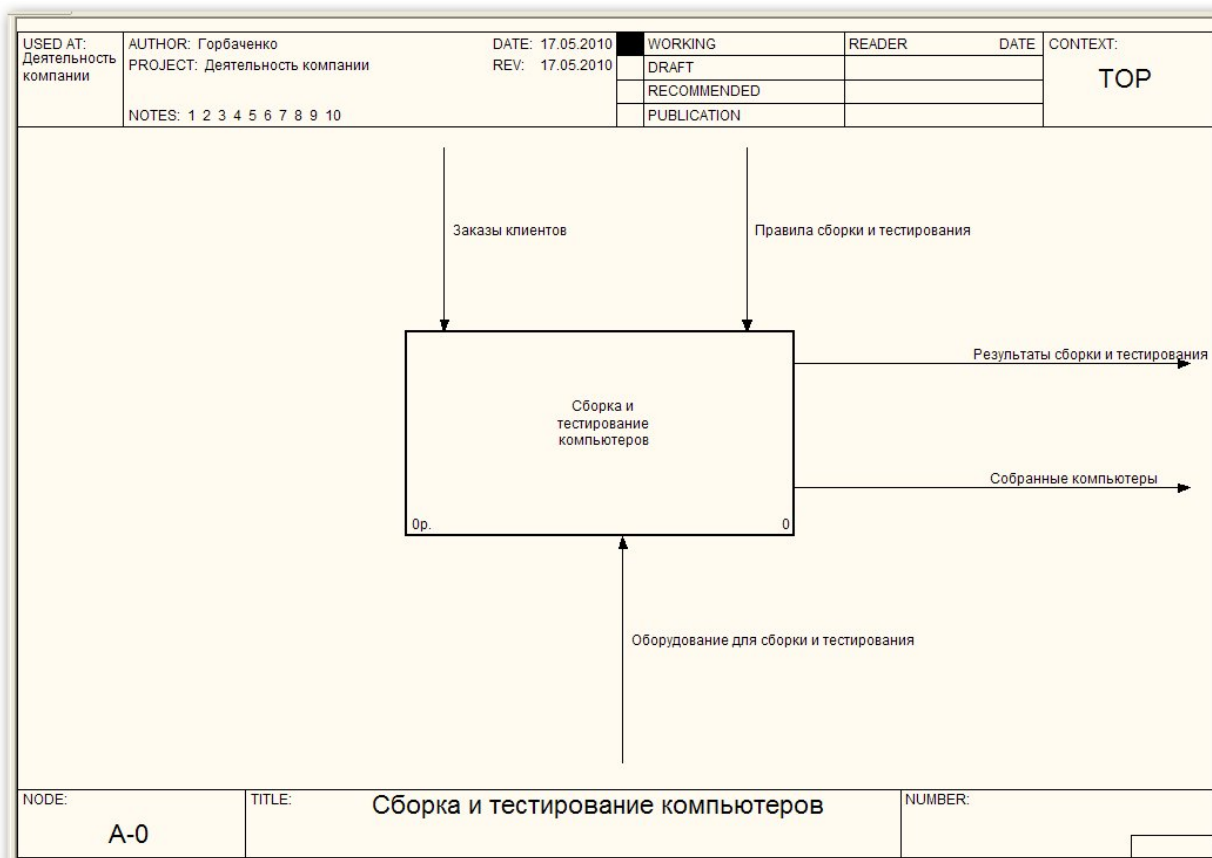 USED AT:
Деятельность
компании
AUTHOR: Горбаченко
DATE: 17.05.2010
PROJECT: Деятельность компании
REV: 17.05.2010
NOTES: 1 2 3 4 5 6 7 8 9 10
WORKING
DRAFT
RECOMMENDED
PUBLICATION
READER DATE
CONTEXT:
TOP
Заказы клиентов
Правила сборки и тестирования
Результаты сборки и тестирования
Сборка и
тестирование
компьютеров
Собранные компьютеры
0р.
0
Оборудование для сборки и тестирования
NODE:
A-0
TITLE:
Сборка и тестирование компьютеров
NUMBER: